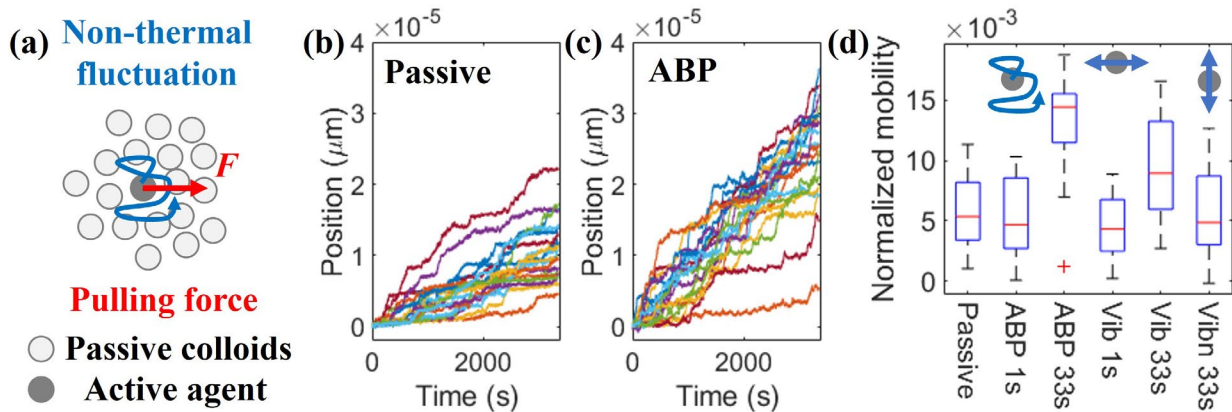 (a)
Non-thermal
fluctuation
F
Pulling force
Passive colloids
Active agent
(b)
×10⁻⁵
Passive
Position (μm)
4
3
2
1
0
0
2000
Time (s)
(c)
×10⁻⁵
ABP
Position (μm)
4
3
2
1
0
0
2000
Time (s)
(d)
×10⁻³
Normalized mobility
15
10
5
0
Passive
ABP 1s
ABP 33s
Vib 1s
Vib 33s
Vibn 33s